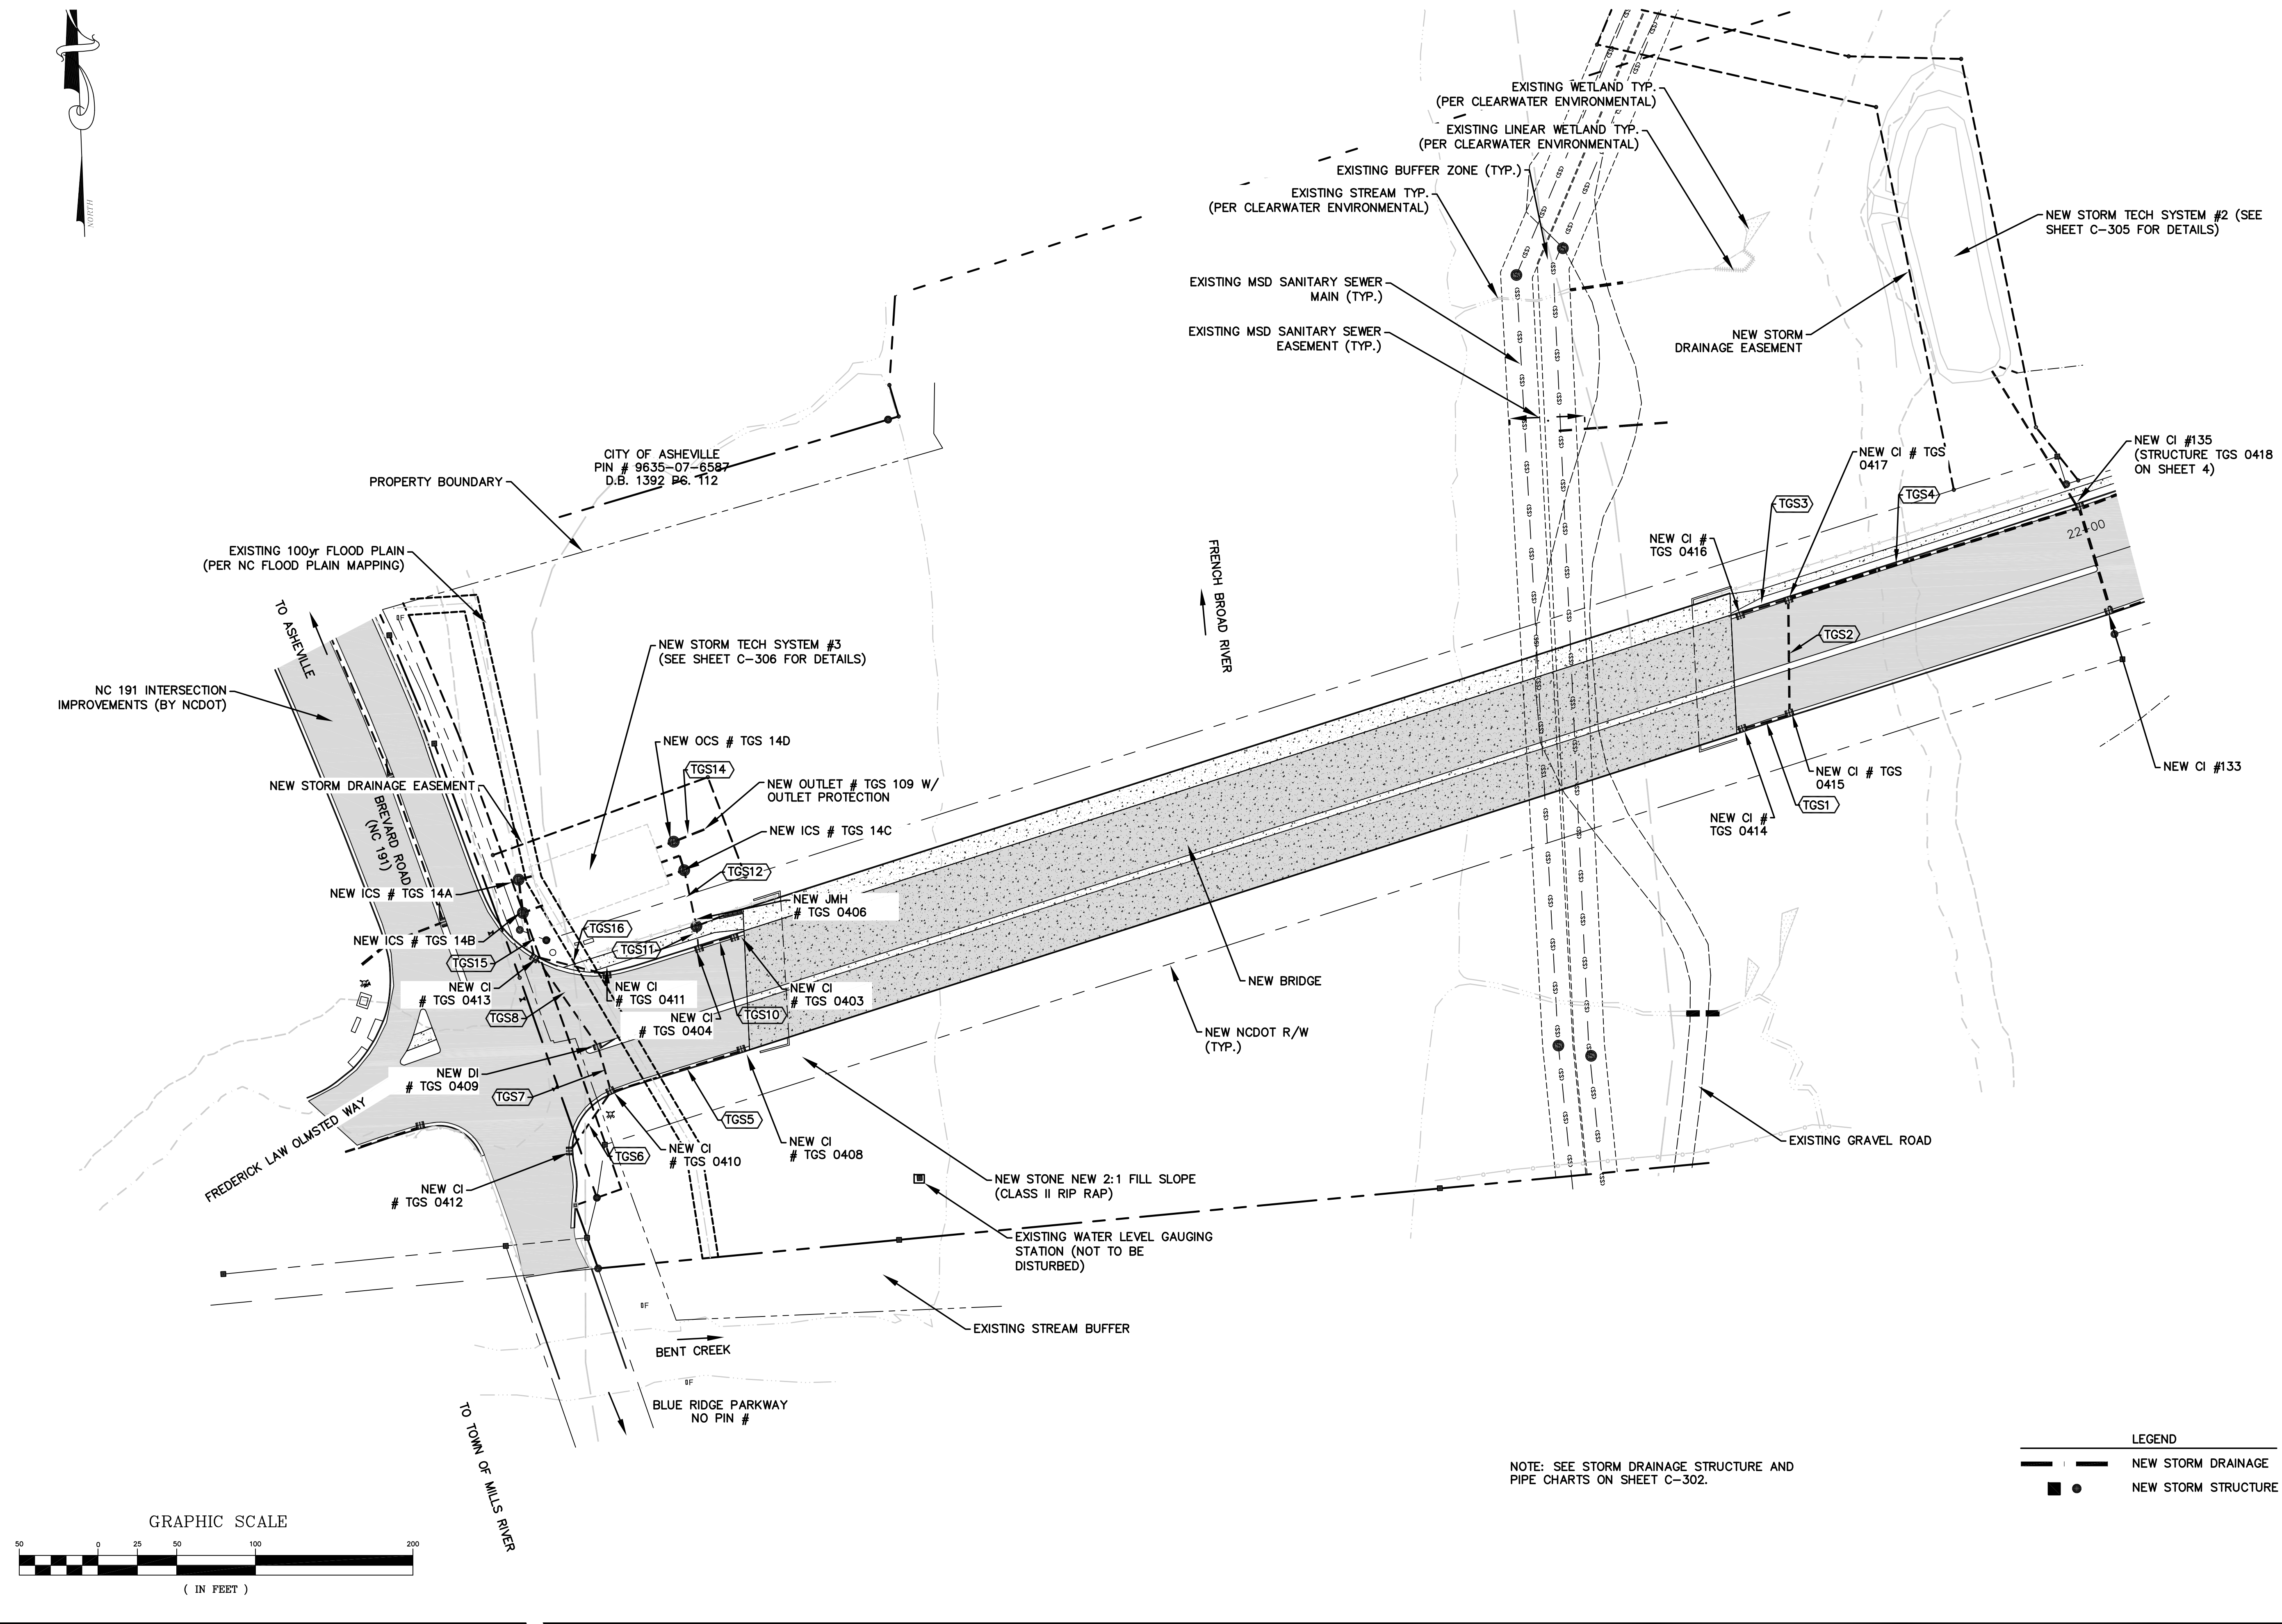 NORTH
EXISTING WETLAND TYP.
(PER CLEARWATER ENVIRONMENTAL)
EXISTING LINEAR WETLAND TYP.
(PER CLEARWATER ENVIRONMENTAL)
EXISTING BUFFER ZONE (TYP.)
EXISTING STREAM TYP.
(PER CLEARWATER ENVIRONMENTAL)
NEW STORM TECH SYSTEM #2 (SEE
SHEET C-305 FOR DETAILS)
EXISTING MSD SANITARY SEWER
MAIN (TYP.)
EXISTING MSD SANITARY SEWER
EASEMENT (TYP.)
NEW STORM
DRAINAGE EASEMENT
CITY OF ASHEVILLE
PIN # 9635-07-6587
D.B. 1392 PG. 112
PROPERTY BOUNDARY
NEW CI #135
(STRUCTURE TGS 0418
ON SHEET 4)
NEW CI # TGS
0417
TGS3
TGS4
22+00
NEW CI #
TGS 0416
EXISTING 100yr FLOOD PLAIN
(PER NC FLOOD PLAIN MAPPING)
FRENCH BROAD RIVER
TO ASHEVILLE
NEW STORM TECH SYSTEM #3
(SEE SHEET C-306 FOR DETAILS)
TGS2
NC 191 INTERSECTION
IMPROVEMENTS (BY NCDOT)
NEW OCS # TGS 14D
TGS14
NEW OUTLET # TGS 109 W/
OUTLET PROTECTION
NEW STORM DRAINAGE EASEMENT
BREVARD ROAD
(NC 191)
NEW CI #133
NEW CI # TGS
0415
TGS1
NEW CI #
TGS 0414
NEW ICS # TGS 14C
TGS12
NEW ICS # TGS 14A
NEW JMH
# TGS 0406
NEW ICS # TGS 14B
TGS16
TGS11
TGS15
NEW CI
# TGS 0413
NEW CI
# TGS 0411
NEW CI
# TGS 0403
TGS10
TGS8
NEW CI
# TGS 0404
NEW BRIDGE
NEW NCDOT R/W
(TYP.)
NEW DI
# TGS 0409
TGS7
TGS5
FREDERICK LAW OLMSTED WAY
TGS6
NEW CI
# TGS 0410
NEW CI
# TGS 0408
EXISTING GRAVEL ROAD
NEW CI
# TGS 0412
NEW STONE NEW 2:1 FILL SLOPE
(CLASS II RIP RAP)
EXISTING WATER LEVEL GAUGING
STATION (NOT TO BE
DISTURBED)
EXISTING STREAM BUFFER
BENT CREEK
BLUE RIDGE PARKWAY
NO PIN #
TO TOWN OF MILLS RIVER
NOTE: SEE STORM DRAINAGE STRUCTURE AND
PIPE CHARTS ON SHEET C-302.
LEGEND
NEW STORM DRAINAGE
NEW STORM STRUCTURE
GRAPHIC SCALE
50 0 25 50 100 200
( IN FEET )